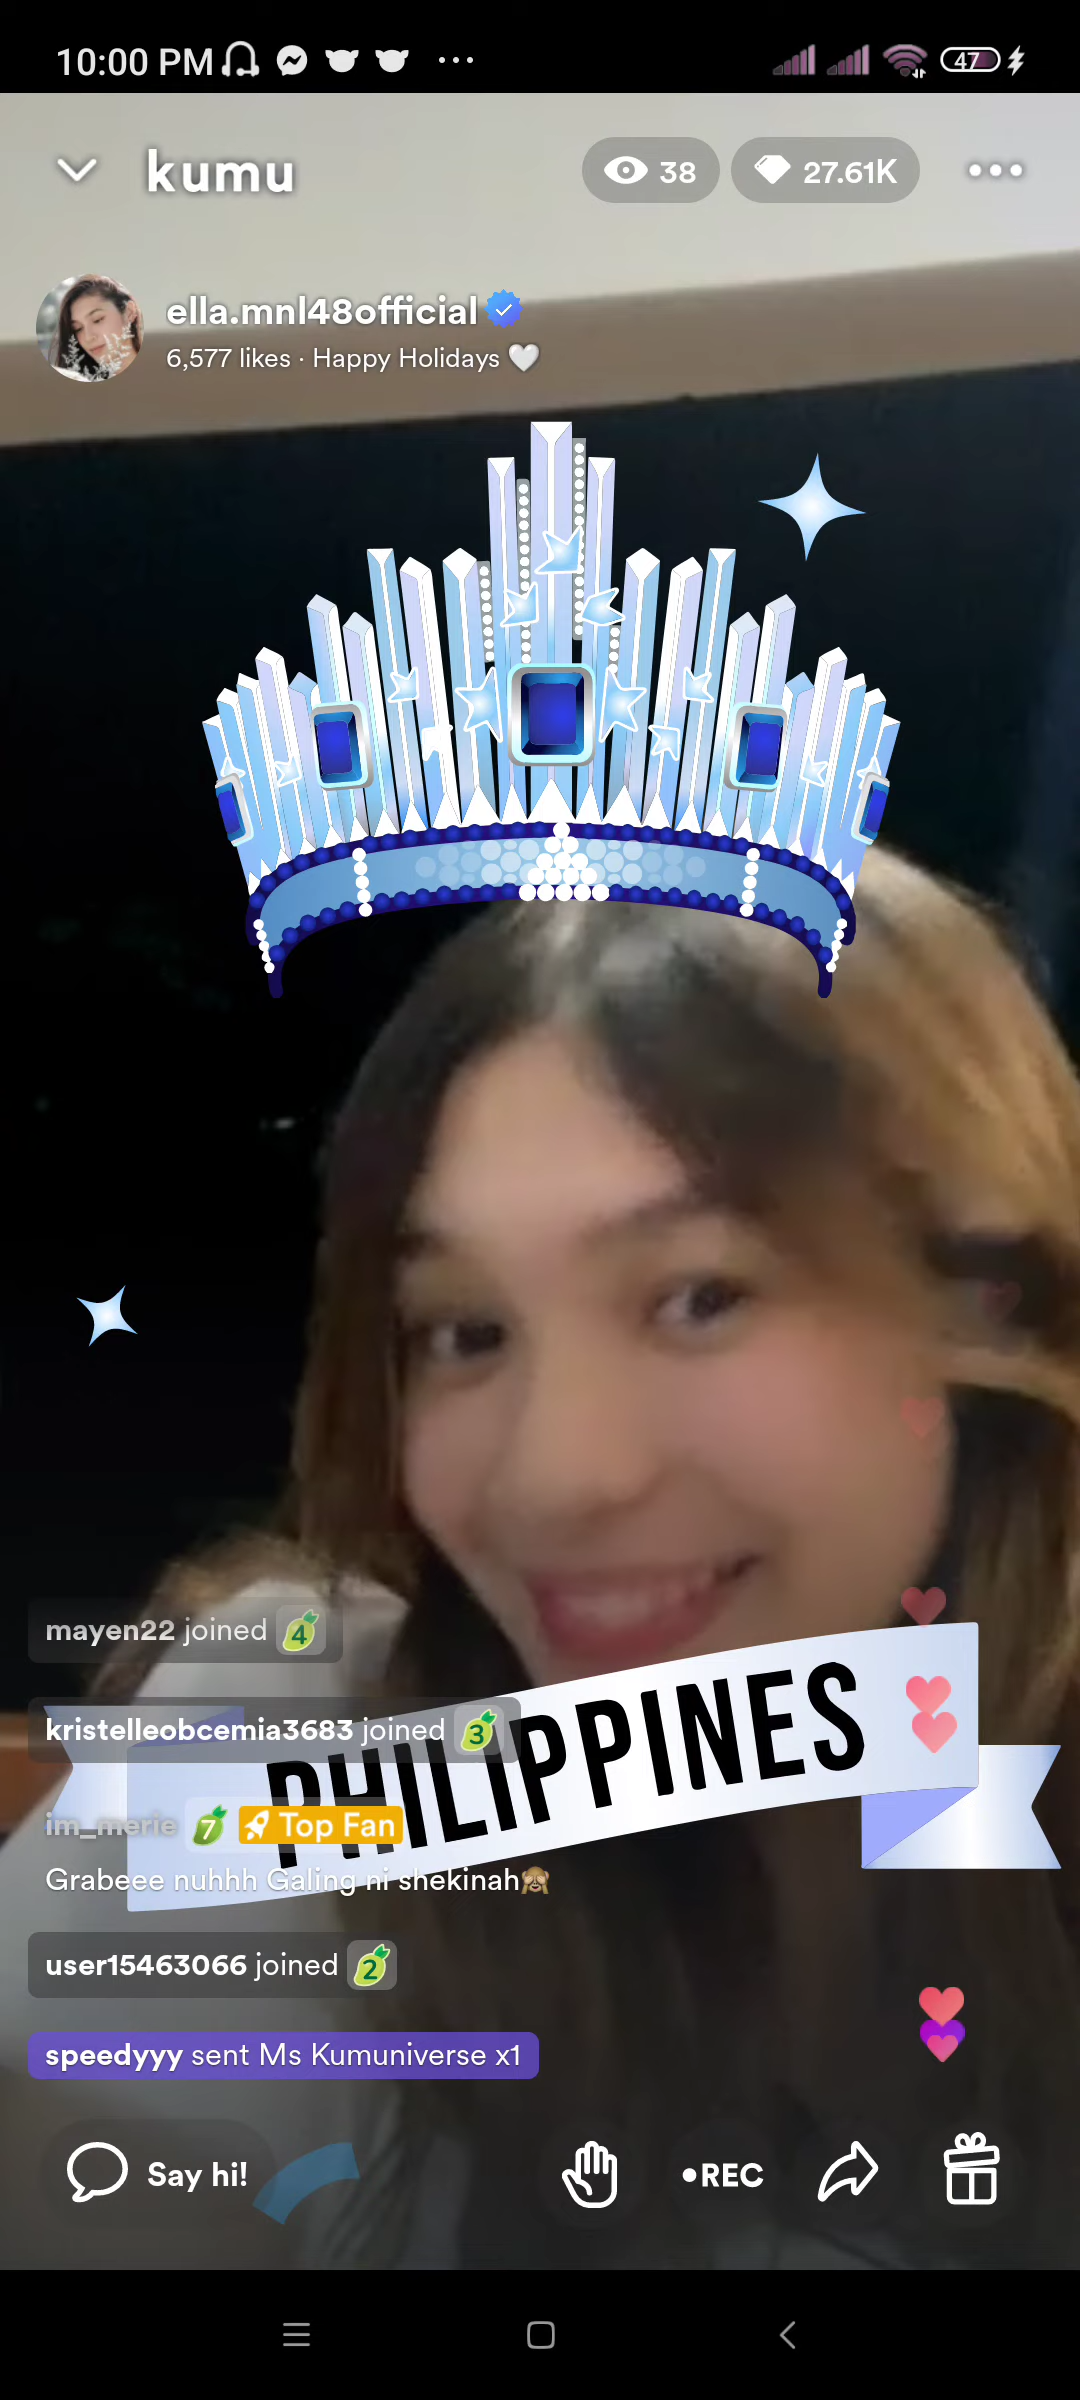 10:00 PM
47
kumu
38
27.61K
ella.mnl48official
6,577 likes · Happy Holidays 🤍
mayen22 joined 4
kristelleobcemia3683 joined 3
PHILIPPINES
im_merie 7 Top Fan
Grabeee nuhhh Galing ni shekinah🙈
user15463066 joined 2
speedyyy sent Ms Kumuniverse x1
Say hi!
•REC